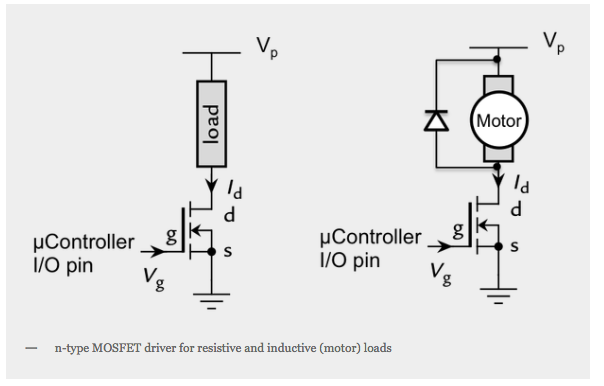 Vp
load
Id
d
g
s
μController
I/O pin
Vg
Vp
Motor
Id
d
g
s
μController
I/O pin
Vg
— n-type MOSFET driver for resistive and inductive (motor) loads